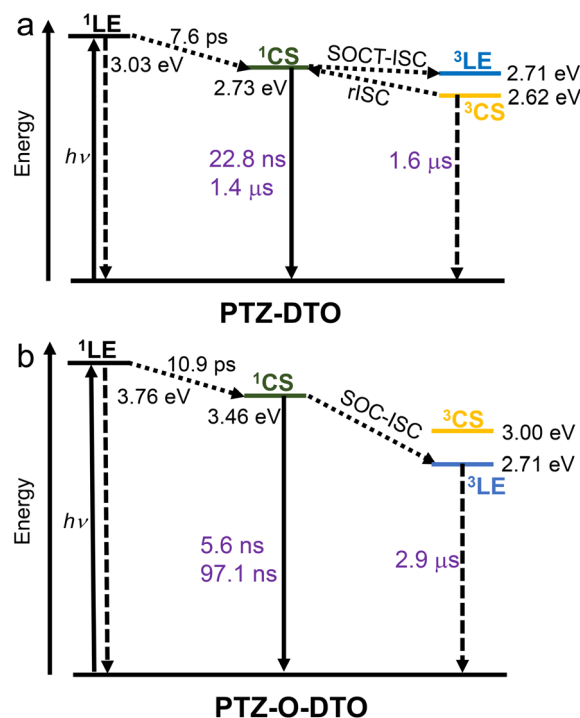 a
¹LE
7.6 ps
¹CS
SOCT-ISC
³LE
3.03 eV
2.71 eV
2.73 eV
rISC
2.62 eV
³CS
Energy
hν
22.8 ns
1.4 μs
1.6 μs
PTZ-DTO
b
¹LE
10.9 ps
¹CS
3.76 eV
3.46 eV
SOC-ISC
³CS
3.00 eV
2.71 eV
³LE
Energy
hν
5.6 ns
97.1 ns
2.9 μs
PTZ-O-DTO